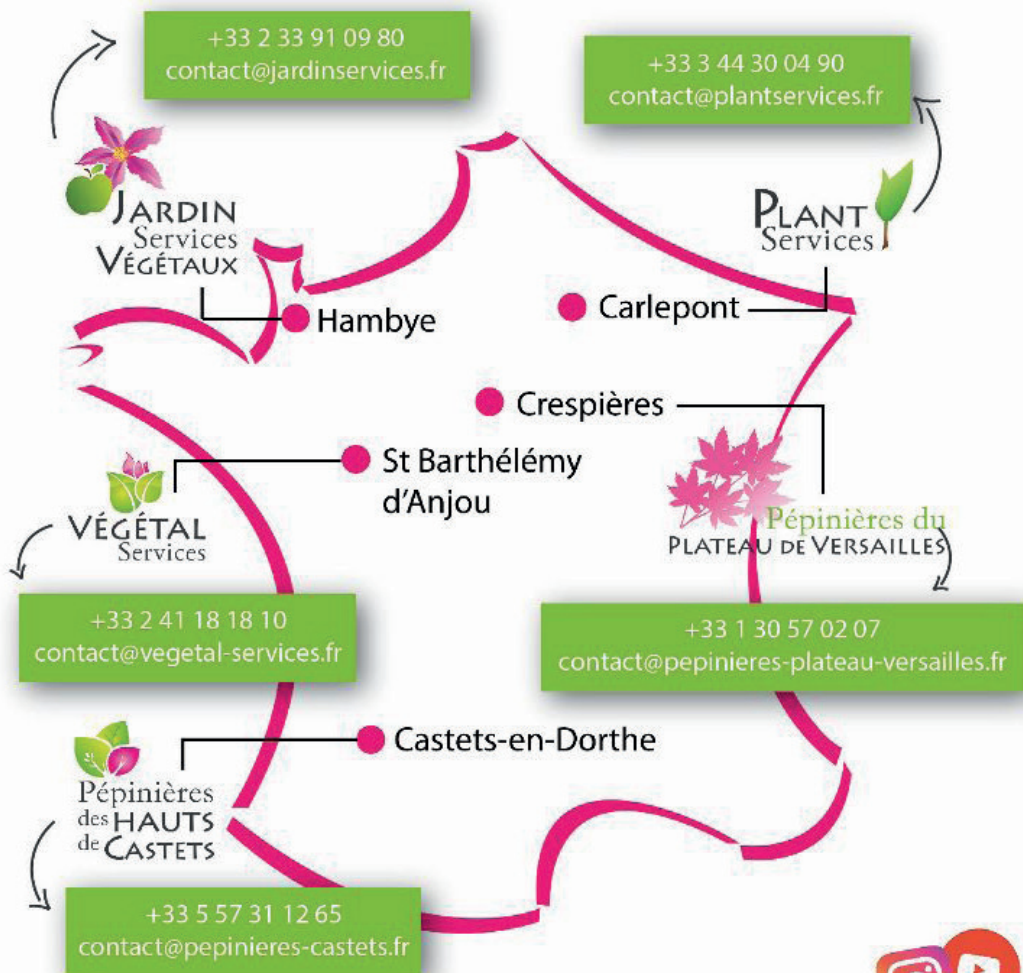 +33 2 33 91 09 80
contact@jardinservices.fr
+33 3 44 30 04 90
contact@plantservices.fr
JARDIN
Services
VÉGÉTAUX
PLANT
Services
Hambye
Carlepont
Crespières
St Barthélémy
d'Anjou
VÉGÉTAL
Services
Pépinières du
PLATEAU DE VERSAILLES
+33 2 41 18 18 10
contact@vegetal-services.fr
+33 1 30 57 02 07
contact@pepinieres-plateau-versailles.fr
Castets-en-Dorthe
Pépinières
des HAUTS
de CASTETS
+33 5 57 31 12 65
contact@pepinieres-castets.fr